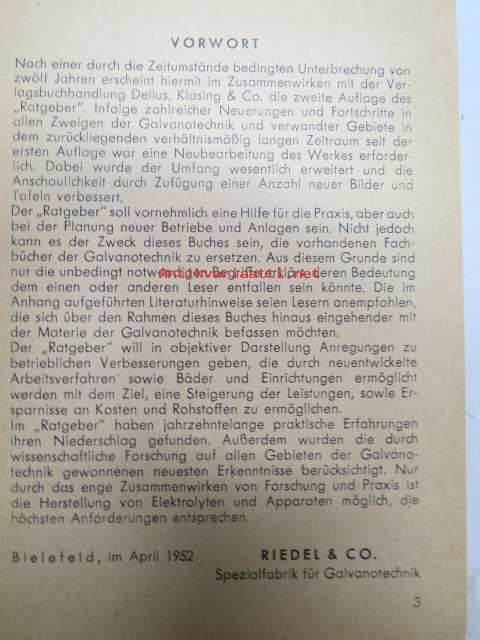 VORWORT
Nach einer durch die Zeitumstände bedingten Unterbrechung von
zwölf Jahren erscheint hiermit im Zusammenwirken mit der Ver-
lagsbuchhandlung Delius, Klasing & Co. die zweite Auflage des
„Ratgeber". Infolge zahlreicher Neuerungen und Fortschritte in
allen Zweigen der Galvanotechnik und verwandter Gebiete in
dem zurückliegenden verhältnismäßig langen Zeitraum seit der
ersten Auflage war eine Neubearbeitung des Werkes erforder-
lich. Dabei wurde der Umfang wesentlich erweitert und die
Anschaulichkeit durch Zufügung einer Anzahl neuer Bilder und
Tafeln verbessert.
Der „Ratgeber" soll vornehmlich eine Hilfe für die Praxis, aber auch
bei der Planung neuer Betriebe und Anlagen sein. Nicht jedoch
kann es der Zweck dieses Buches sein, die vorhandenen Fach-
bücher der Galvanotechnik zu ersetzen. Aus diesem Grunde sind
nur die unbedingt notwendigen Begriffe erklärt, deren Bedeutung
dem einen oder anderen Leser entfallen sein könnte. Die im
Anhang aufgeführten Literaturhinweise seien Lesern anempfohlen,
die sich über den Rahmen dieses Buches hinaus eingehender mit
der Materie der Galvanotechnik befassen möchten.
Der „Ratgeber" will in objektiver Darstellung Anregungen zu
betrieblichen Verbesserungen geben, die durch neuentwickelte
Arbeitsverfahren sowie Bäder und Einrichtungen ermöglicht
werden mit dem Ziel, eine Steigerung der Leistungen, sowie Er-
sparnisse an Kosten und Rohstoffen zu ermöglichen.
Im „Ratgeber" haben jahrzehntelange praktische Erfahrungen
ihren Niederschlag gefunden. Außerdem wurden die durch
wissenschaftliche Forschung auf allen Gebieten der Galvano-
technik gewonnenen neuesten Erkenntnisse berücksichtigt. Nur
durch das enge Zusammenwirken von Forschung und Praxis ist
die Herstellung von Elektrolyten und Apparaten möglich, die
höchsten Anforderungen entsprechen.
Bielefeld, im April 1952
RIEDEL & CO.
Spezialfabrik für Galvanotechnik
3